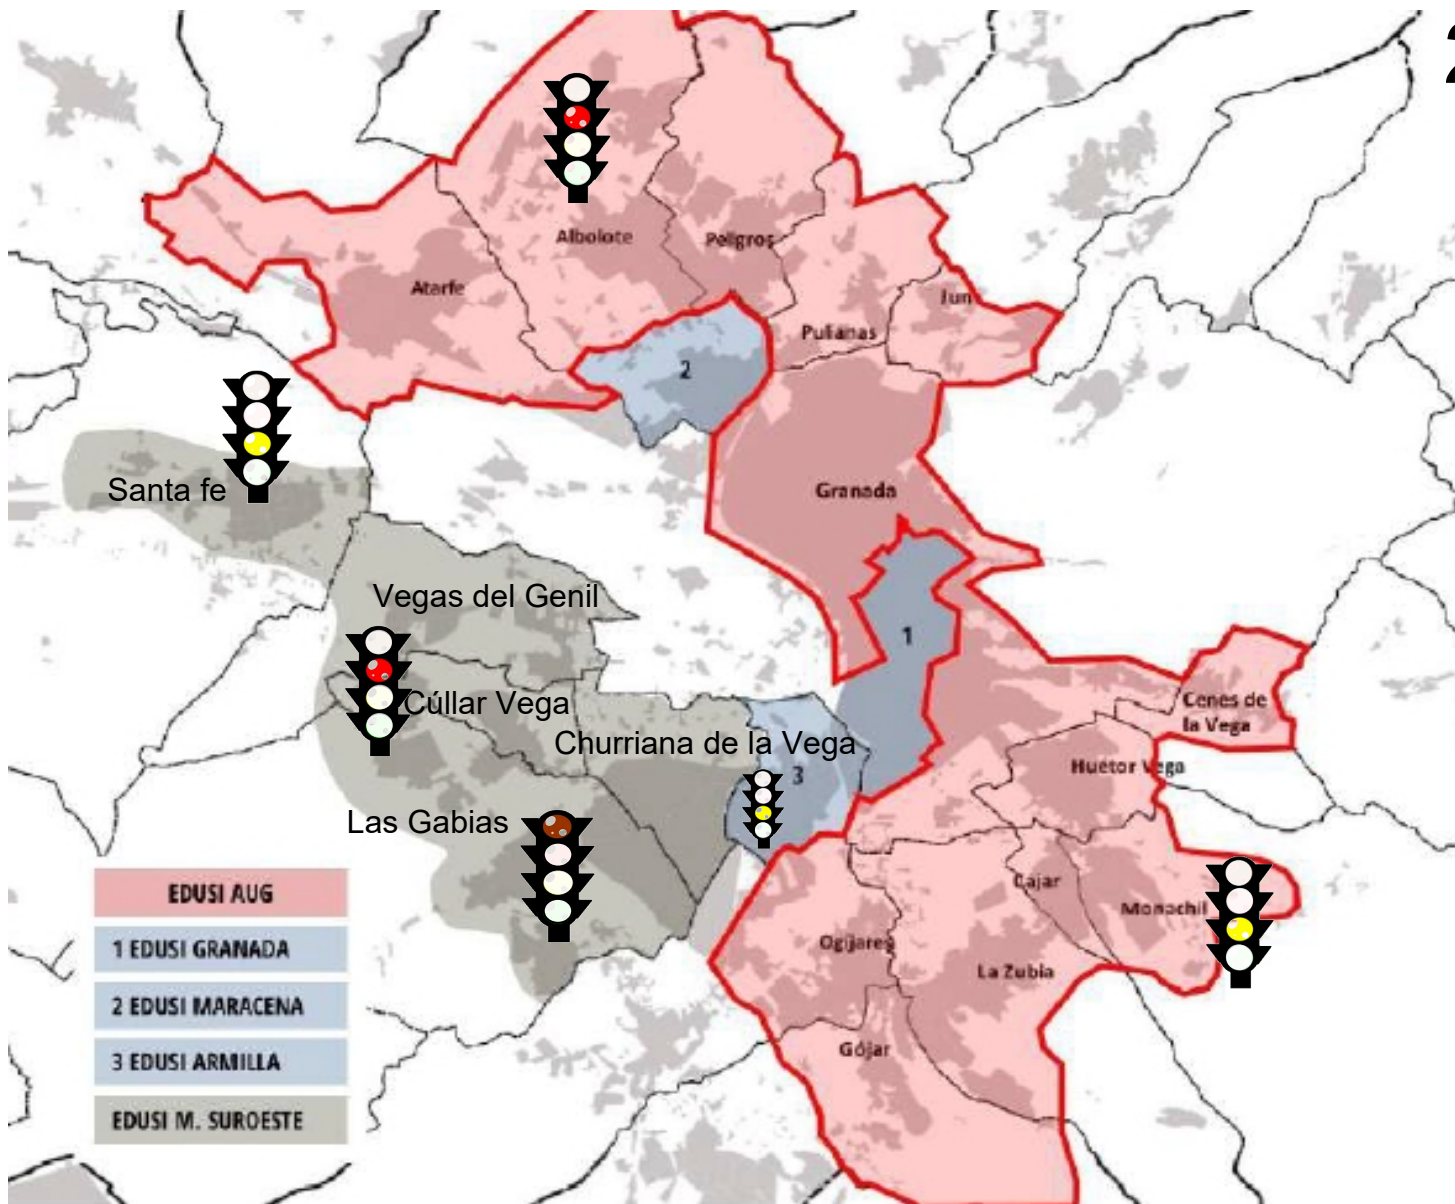 2
Albolote
Peligros
Atarfe
Jun
Pulianas
2
Santa fe
Granada
Vegas del Genil
1
Cúllar Vega
Cenes de
la Vega
Churriana de la Vega
3
Huetor Vega
Las Gabias
Cajar
Monachil
Ogijares
La Zubia
Gójar
EDUSI AUG
1 EDUSI GRANADA
2 EDUSI MARACENA
3 EDUSI ARMILLA
EDUSI M. SUROESTE